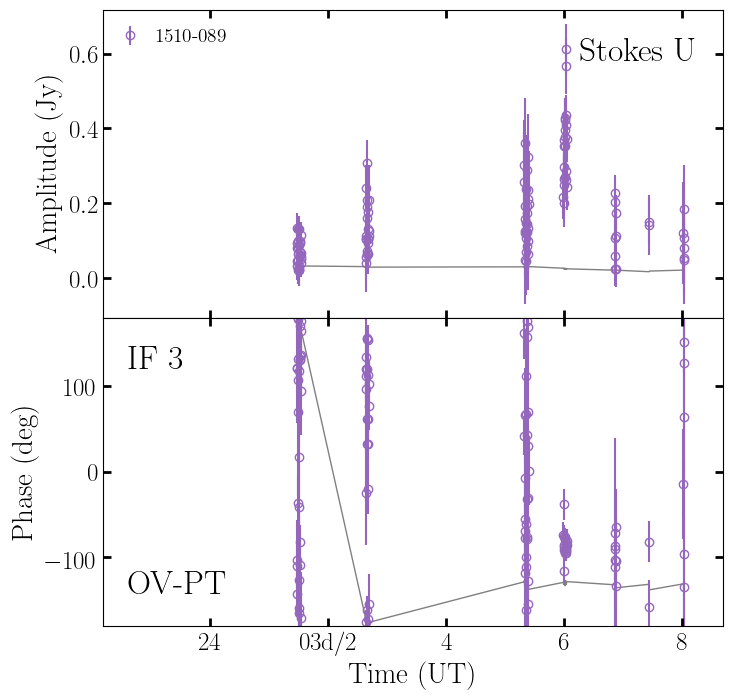 1510-089
Stokes U
Amplitude (Jy)
0.6
0.4
0.2
0.0
IF 3
OV-PT
Phase (deg)
100
0
−100
24 03d/2 4 6 8
Time (UT)